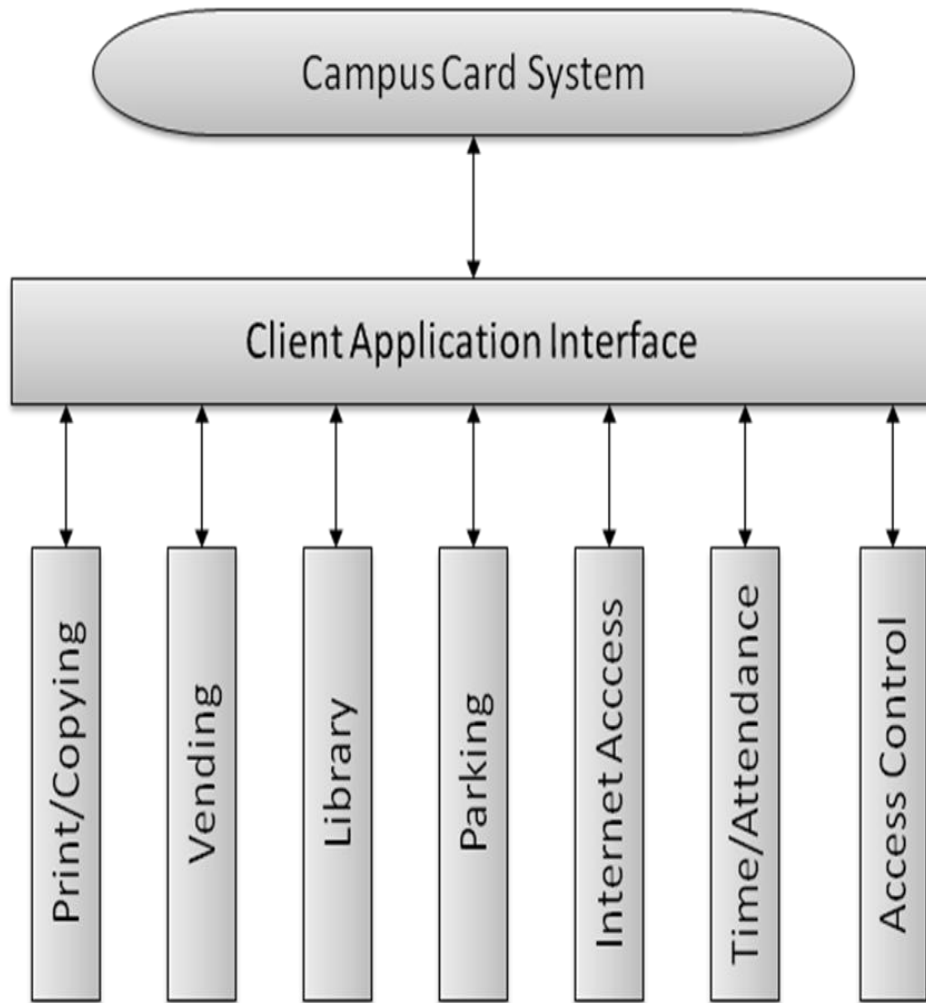 Campus Card System
Client Application Interface
Print/Copying
Vending
Library
Parking
Internet Acccess
Time/Attendance
Access Control